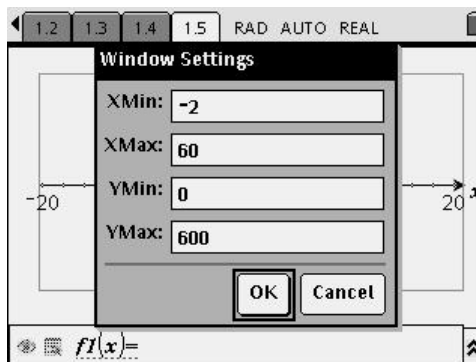 1.2 1.3 1.4 1.5 RAD AUTO REAL
Window Settings
XMin: -2
XMax: 60
YMin: 0
YMax: 600
-20 20 x
OK Cancel
f1(x)=